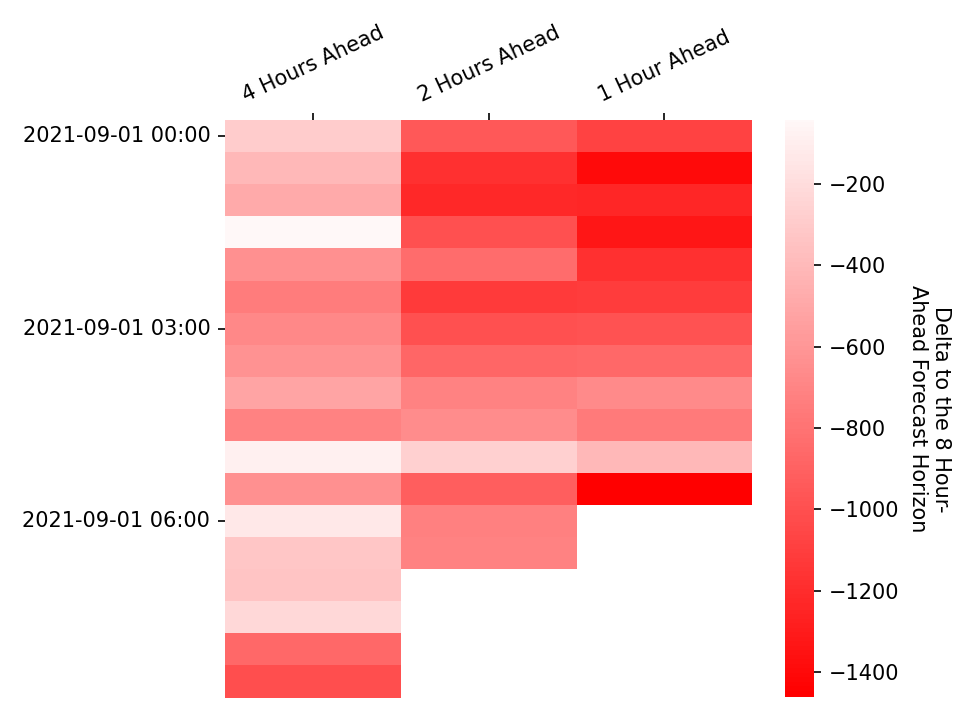 4 Hours Ahead
2 Hours Ahead
1 Hour Ahead
2021-09-01 00:00
2021-09-01 03:00
2021-09-01 06:00
−200
−400
−600
−800
−1000
−1200
−1400
Delta to the 8 Hour-
Ahead Forecast Horizon